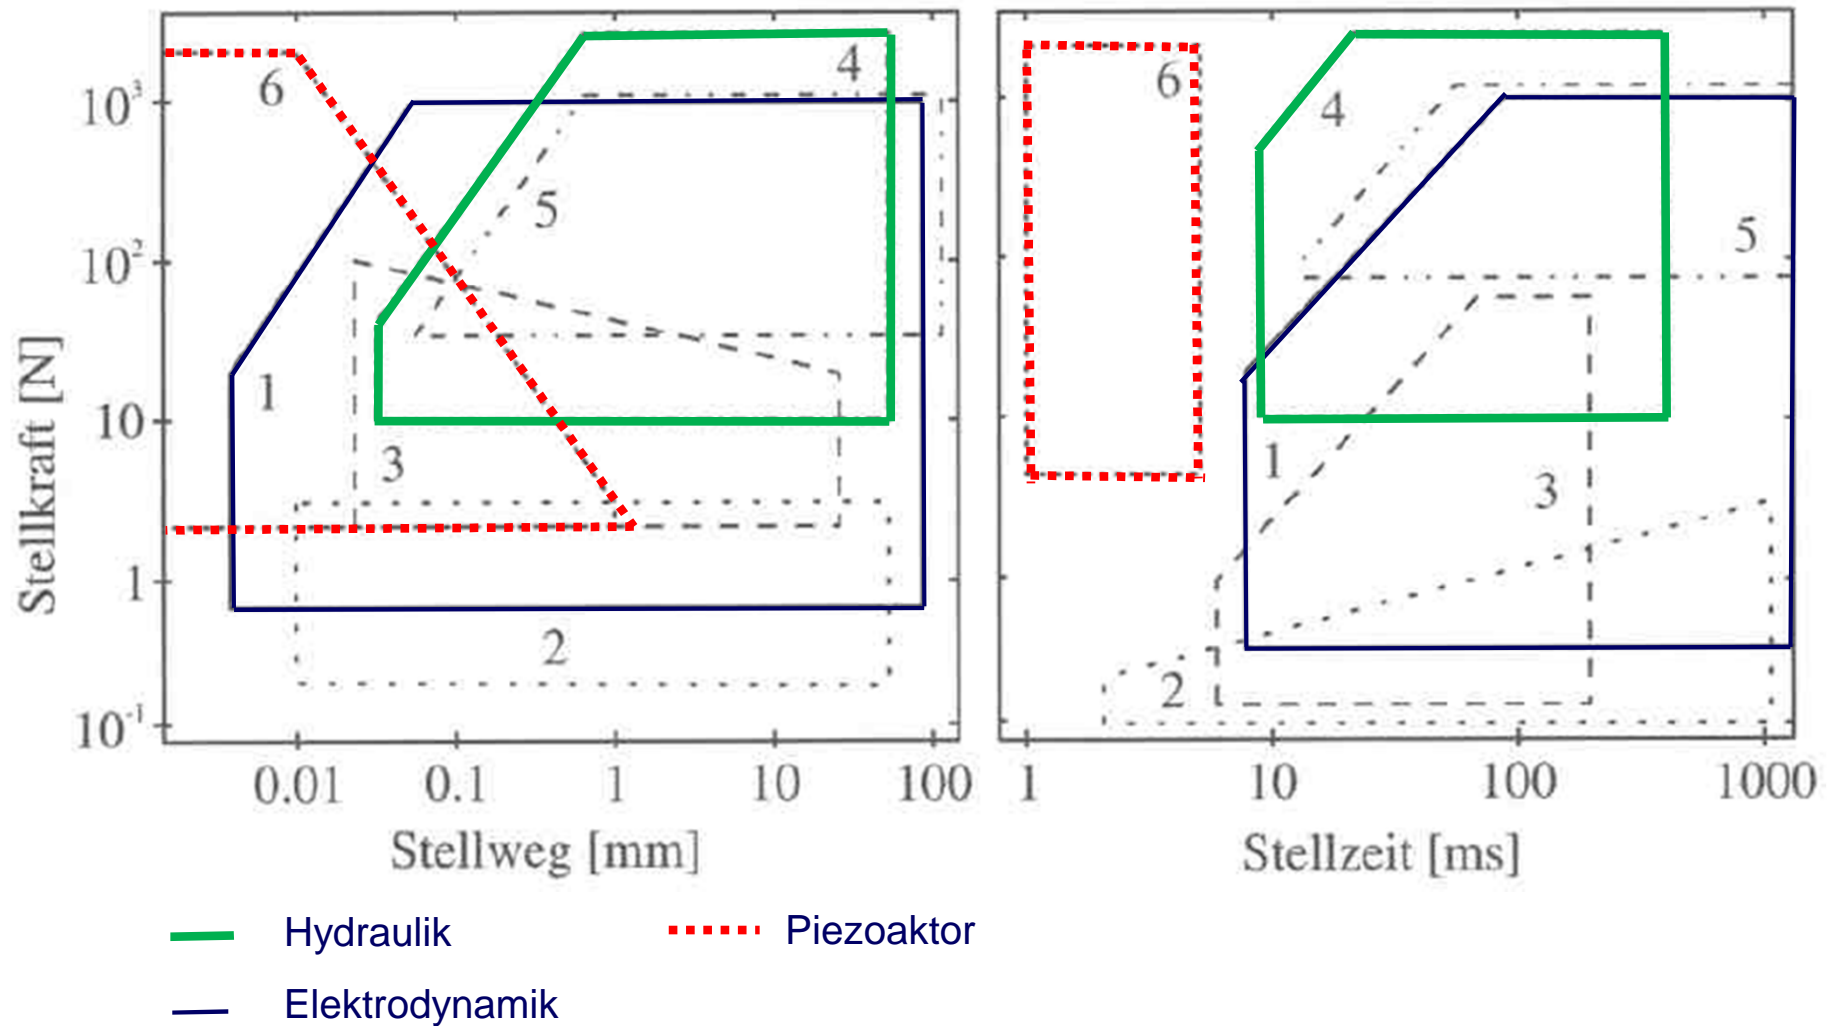 Stellkraft [N]
10³
10²
10
1
10⁻¹
6
4
5
1
3
2
0.01 0.1 1 10 100
Stellweg [mm]
6
4
5
1
3
2
1 10 100 1000
Stellzeit [ms]
Hydraulik Piezoaktor
Elektrodynamik